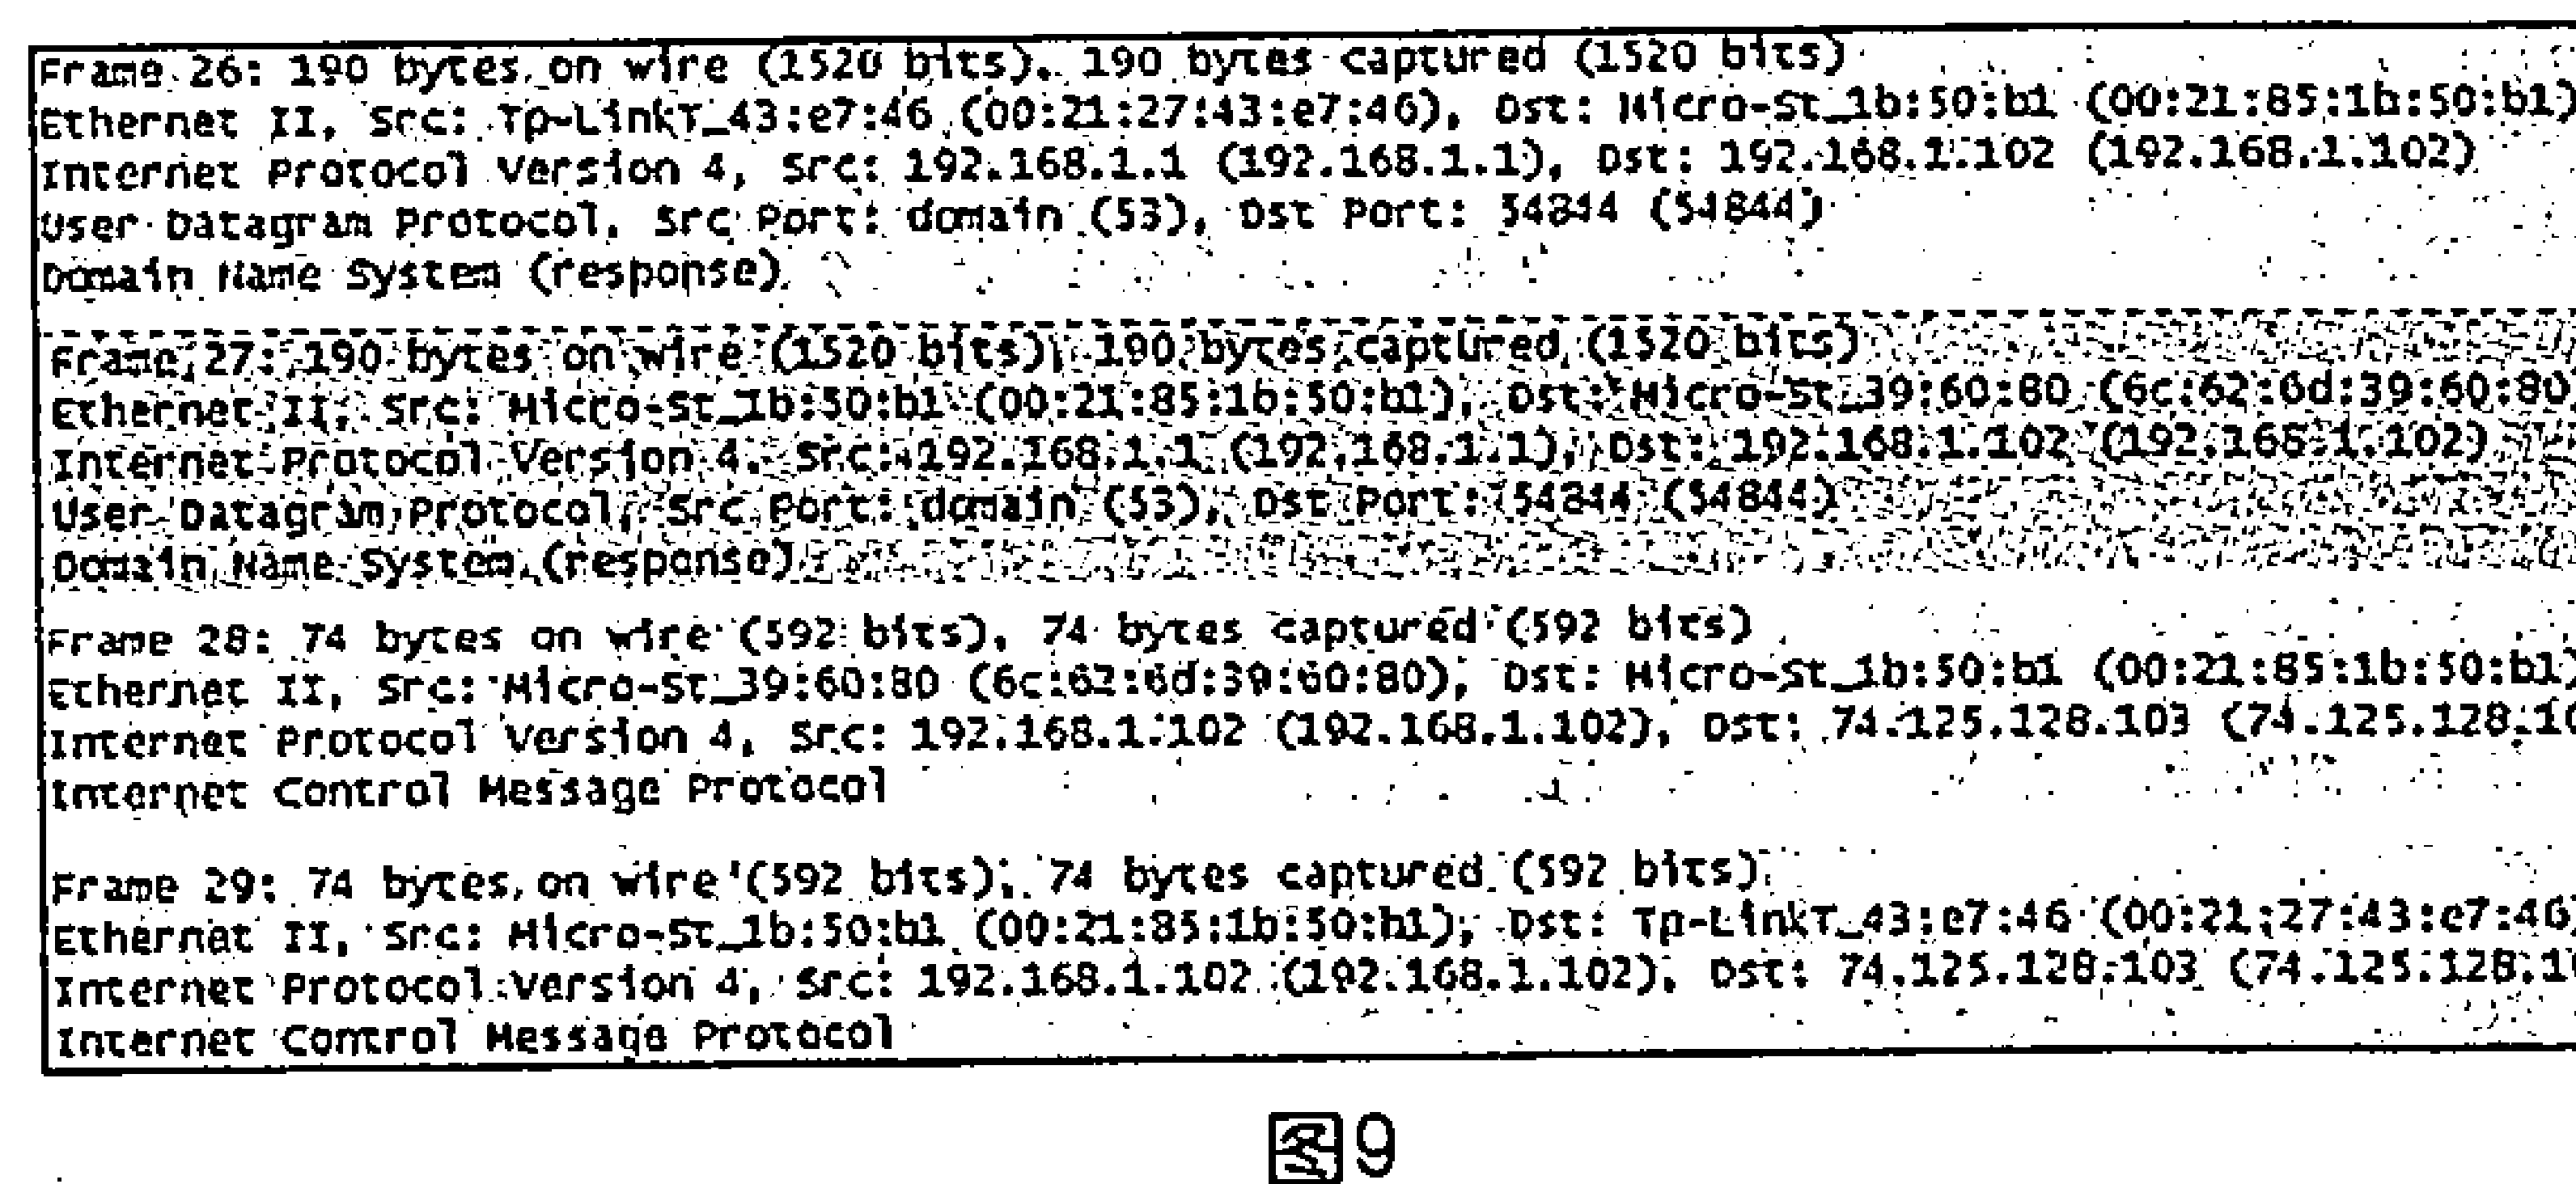 Frame 26: 190 bytes on wire (1520 bits), 190 bytes captured (1520 bits)
Ethernet II, Src: Tp-LinkT_43:e7:46 (00:21:27:43:e7:46), Dst: Micro-St_1b:50:b1 (00:21:85:1b:50:b1)
Internet Protocol Version 4, Src: 192.168.1.1 (192.168.1.1), Dst: 192.168.1.102 (192.168.1.102)
User Datagram Protocol, Src Port: domain (53), Dst Port: 54844 (54844)
Domain Name System (response)
Frame 27: 190 bytes on wire (1520 bits), 190 bytes captured (1520 bits)
Ethernet II, Src: Micro-St_1b:50:b1 (00:21:85:1b:50:b1), Dst: Micro-St_39:60:80 (6c:62:6d:39:60:80)
Internet Protocol Version 4, Src: 192.168.1.1 (192.168.1.1), Dst: 192.168.1.102 (192.168.1.102)
User Datagram Protocol, Src Port: domain (53), Dst Port: 54844 (54844)
Domain Name System (response)
Frame 28: 74 bytes on wire (592 bits), 74 bytes captured (592 bits)
Ethernet II, Src: Micro-St_39:60:80 (6c:62:6d:39:60:80), Dst: Micro-St_1b:50:b1 (00:21:85:1b:50:b1)
Internet Protocol Version 4, Src: 192.168.1.102 (192.168.1.102), Dst: 74.125.128.103 (74.125.128.10
Internet Control Message Protocol
Frame 29: 74 bytes on wire (592 bits), 74 bytes captured (592 bits)
Ethernet II, Src: Micro-St_1b:50:b1 (00:21:85:1b:50:b1), Dst: Tp-LinkT_43:e7:46 (00:21:27:43:e7:46)
Internet Protocol Version 4, Src: 192.168.1.102 (192.168.1.102), Dst: 74.125.128.103 (74.125.128.10
Internet Control Message Protocol
图9